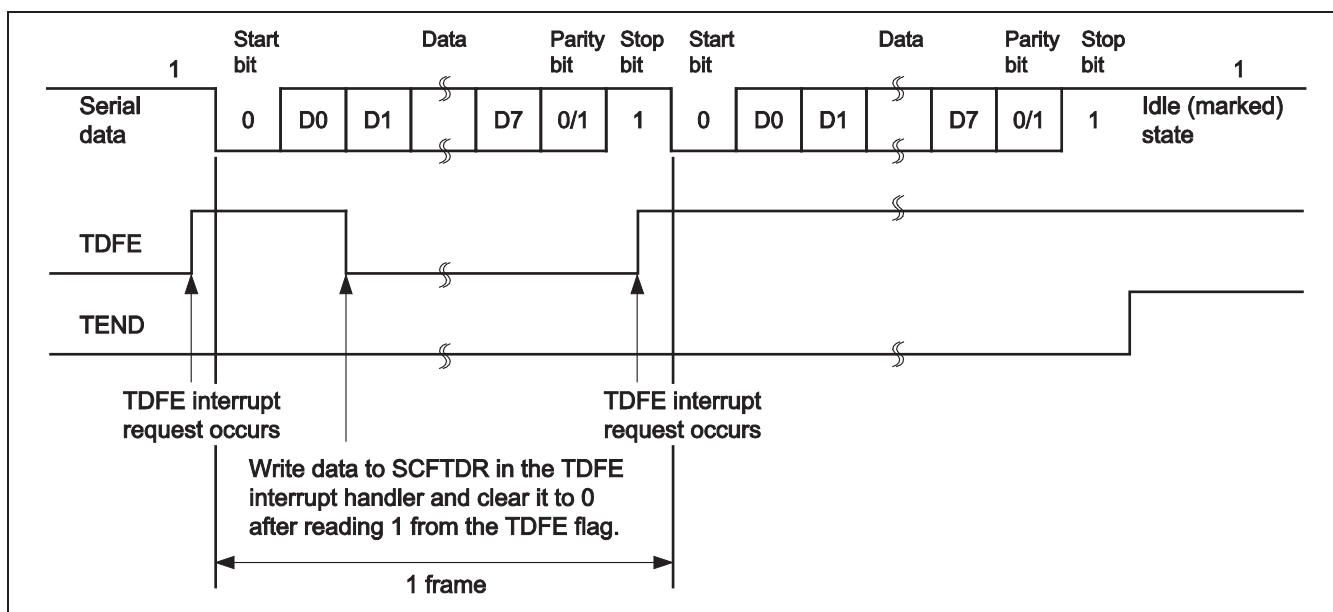 Start bit Data Parity bit Stop bit Start bit Data Parity bit Stop bit
1 1
Serial data 0 D0 D1 D7 0/1 1 0 D0 D1 D7 0/1 1 Idle (marked) state
TDFE
TEND
TDFE interrupt
request occurs
TDFE interrupt
request occurs
Write data to SCFTDR in the TDFE
interrupt handler and clear it to 0
after reading 1 from the TDFE flag.
1 frame